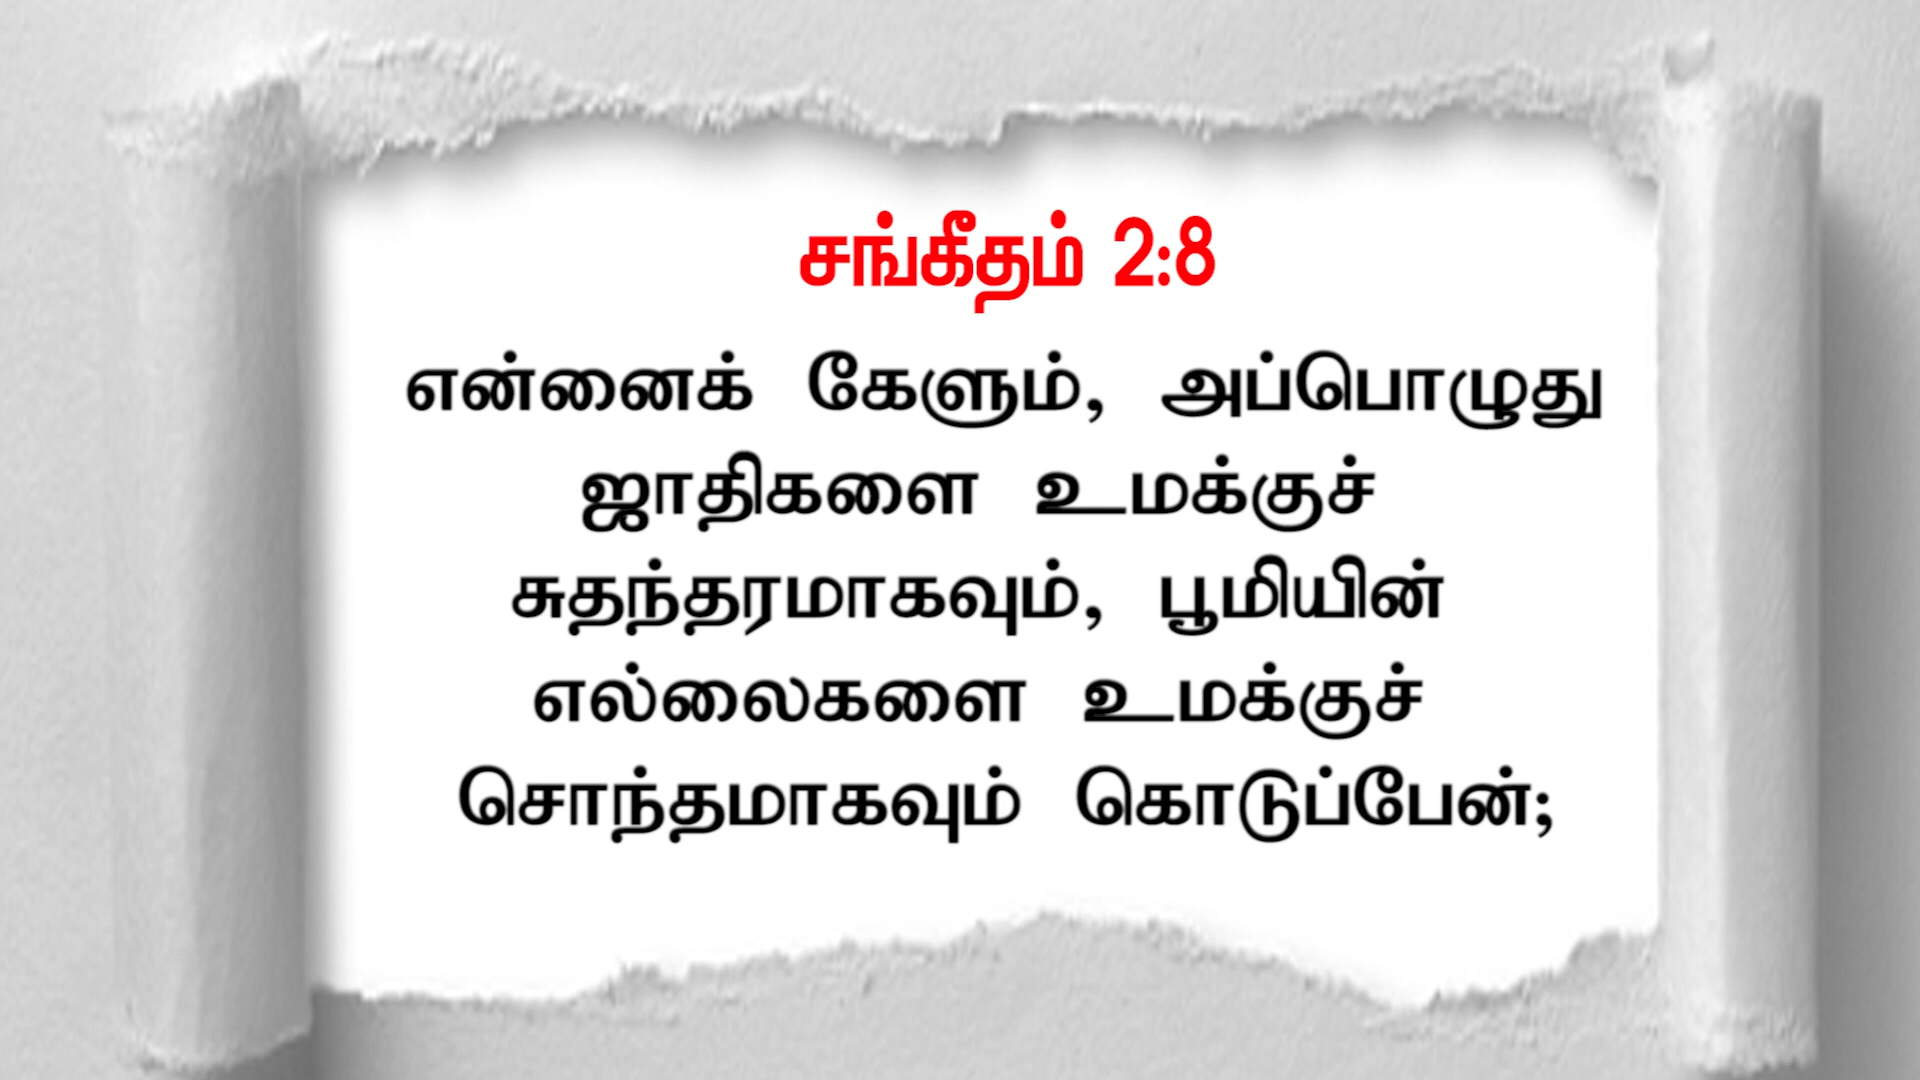 சங்கீதம் 2:8
என்னைக் கேளும், அப்பொழுது
ஜாதிகளை உமக்குச்
சுதந்தரமாகவும், பூமியின்
எல்லைகளை உமக்குச்
சொந்தமாகவும் கொடுப்பேன்;